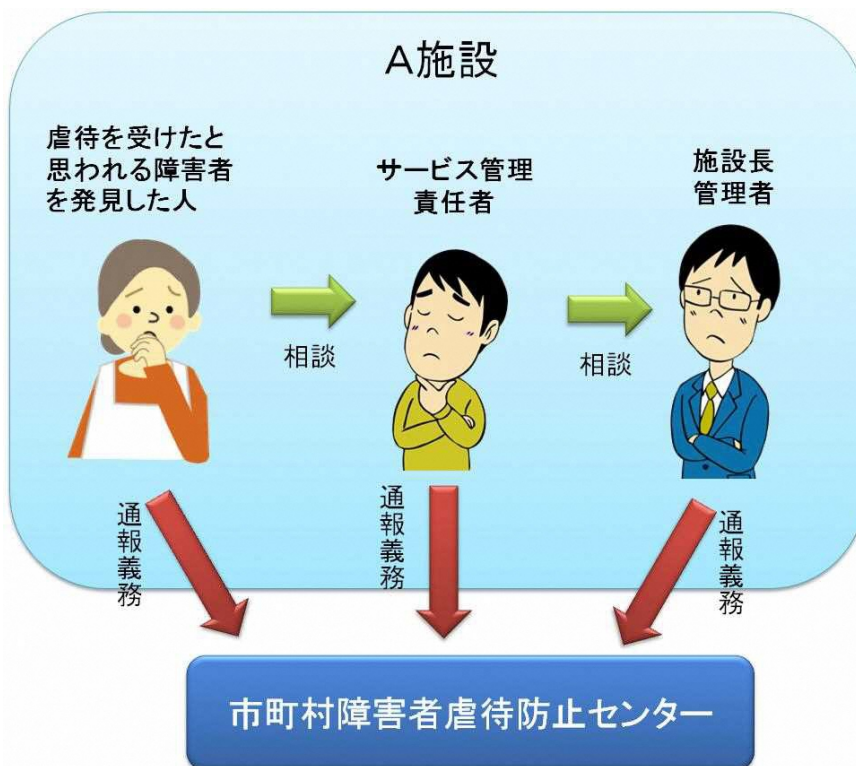 A施設
虐待を受けたと
思われる障害者
を発見した人
サービス管理
責任者
施設長
管理者
相談
相談
通報義務
通報義務
通報義務
市町村障害者虐待防止センター